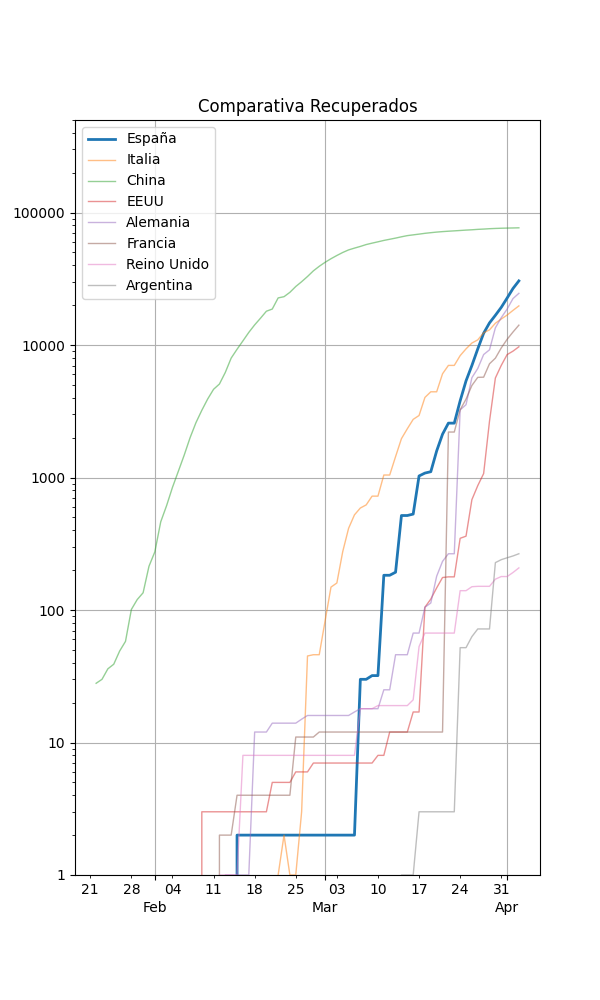 Comparativa Recuperados
España
Italia
China
EEUU
Alemania
Francia
Reino Unido
Argentina
100000
10000
1000
100
10
1
21 28 04 11 18 25 03 10 17 24 31
Feb Mar Apr